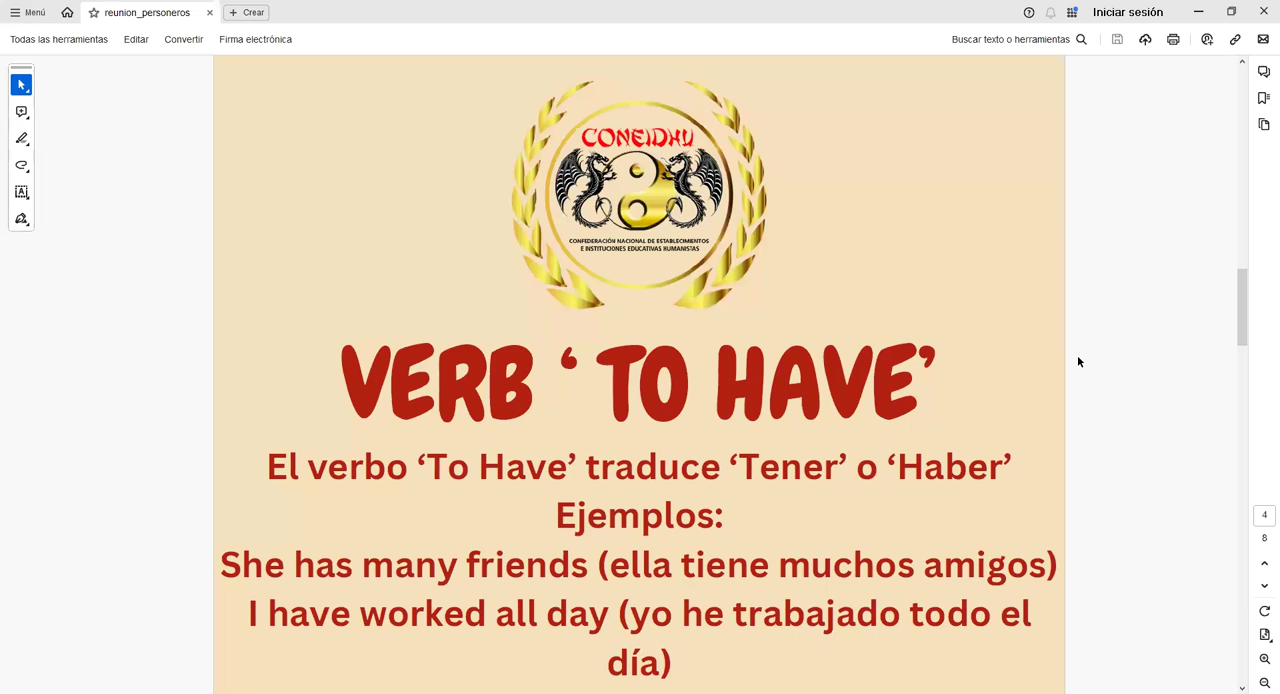 Menú
reunion_personeros
Crear
Iniciar sesión
Todas las herramientas
Editar
Convertir
Firma electrónica
Buscar texto o herramientas
CONEIDHU
CONFEDERACIÓN NACIONAL DE ESTABLECIMIENTOS
E INSTITUCIONES EDUCATIVAS HUMANISTAS
VERB ‘ TO HAVE’
El verbo ‘To Have’ traduce ‘Tener’ o ‘Haber’
Ejemplos:
She has many friends (ella tiene muchos amigos)
I have worked all day (yo he trabajado todo el
día)
4
8